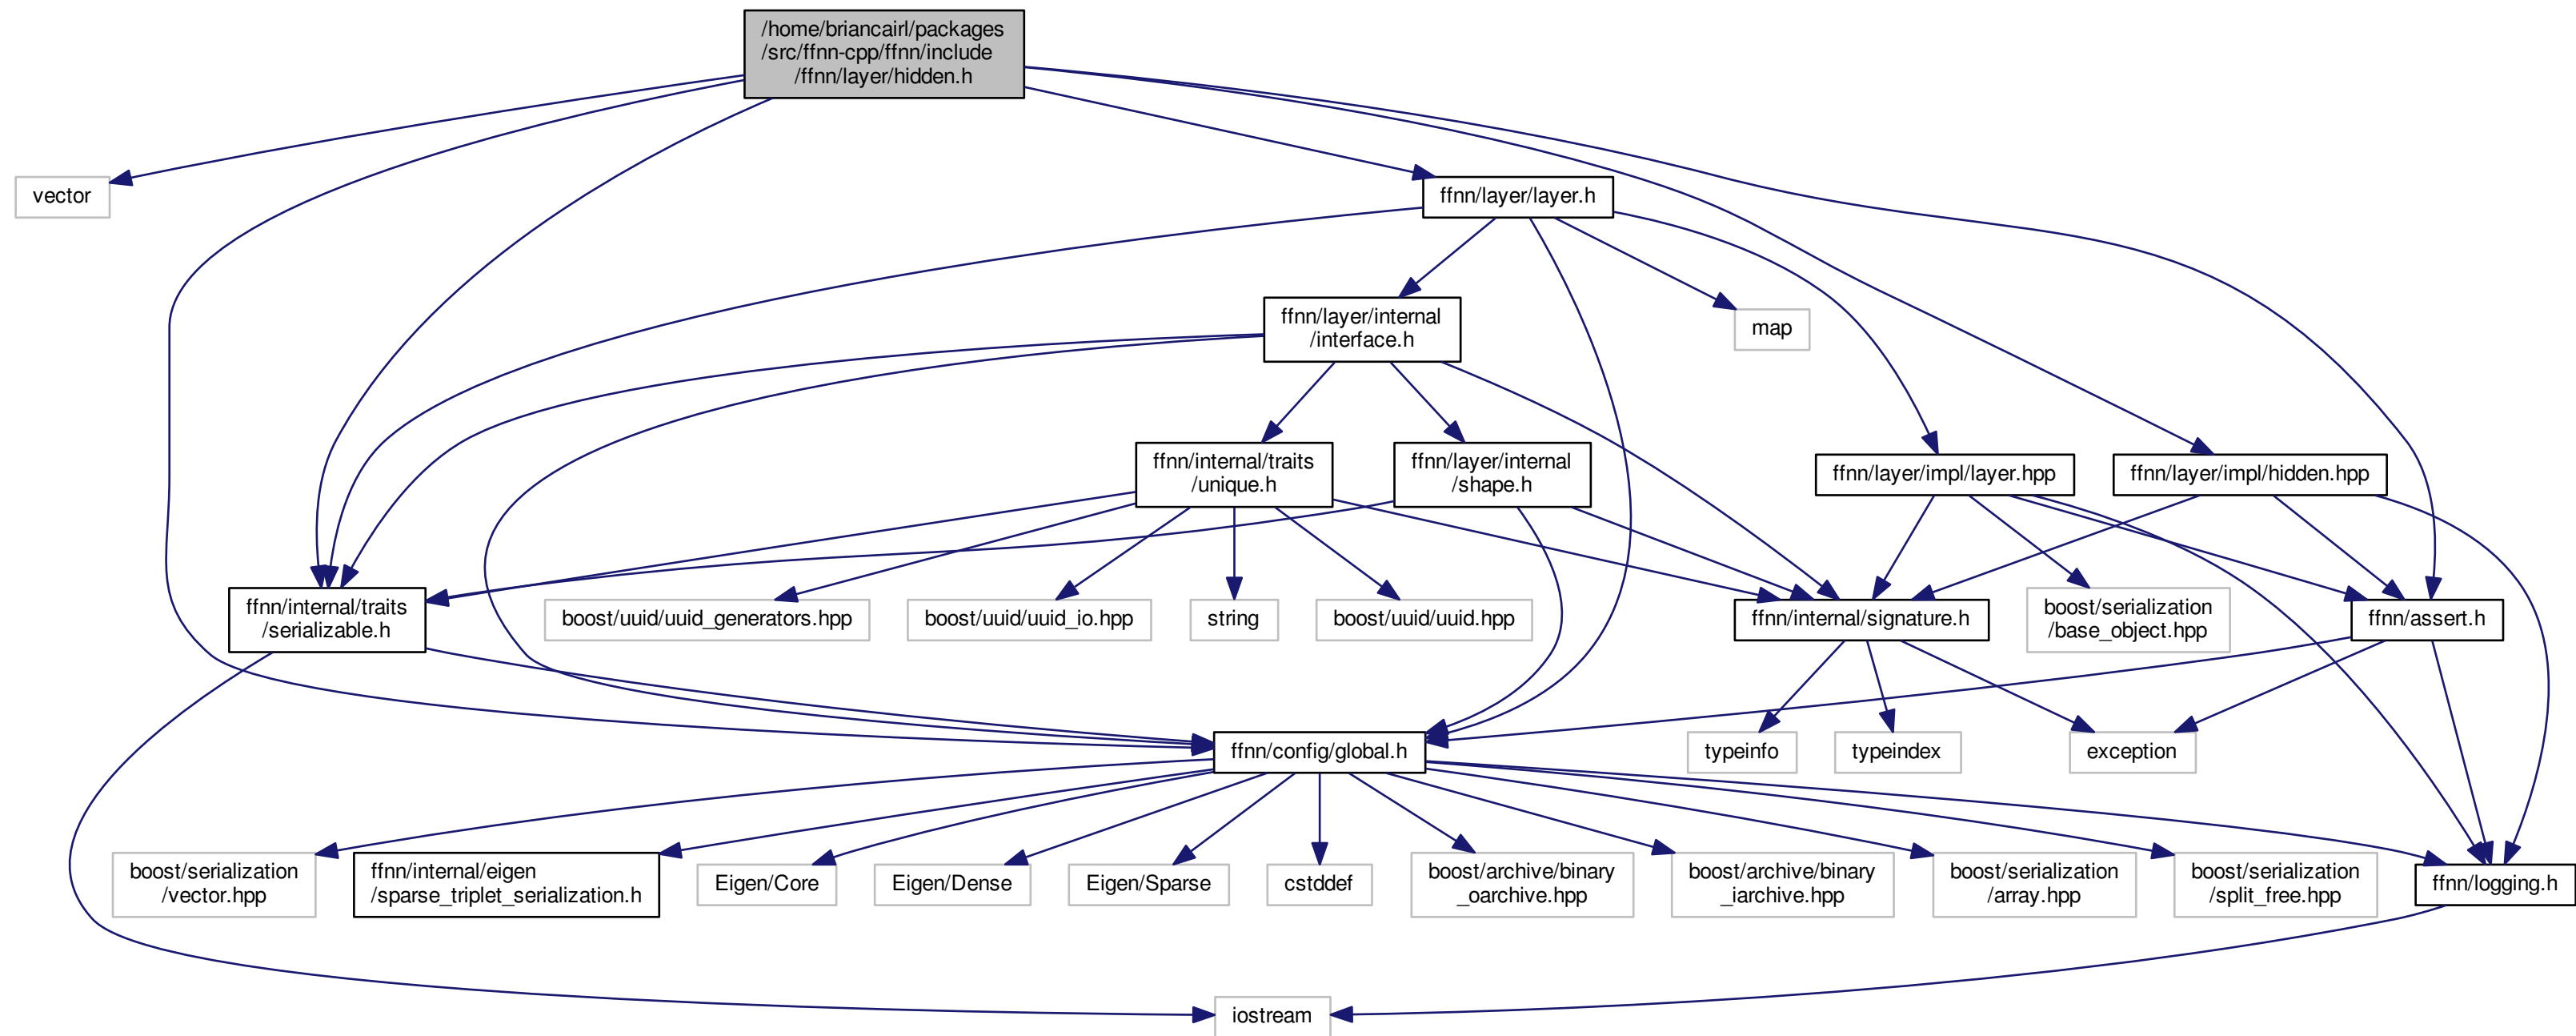 /home/briancairl/packages
/src/ffnn-cpp/ffnn/include
/ffnn/layer/hidden.h
vector
ffnn/layer/layer.h
ffnn/layer/internal
/interface.h
map
ffnn/internal/traits
/unique.h
ffnn/layer/internal
/shape.h
ffnn/layer/impl/layer.hpp
ffnn/layer/impl/hidden.hpp
ffnn/internal/traits
/serializable.h
boost/uuid/uuid_generators.hpp
boost/uuid/uuid_io.hpp
string
boost/uuid/uuid.hpp
ffnn/internal/signature.h
boost/serialization
/base_object.hpp
ffnn/assert.h
ffnn/config/global.h
typeinfo
typeindex
exception
boost/serialization
/vector.hpp
ffnn/internal/eigen
/sparse_triplet_serialization.h
Eigen/Core
Eigen/Dense
Eigen/Sparse
cstddef
boost/archive/binary
_oarchive.hpp
boost/archive/binary
_iarchive.hpp
boost/serialization
/array.hpp
boost/serialization
/split_free.hpp
ffnn/logging.h
iostream